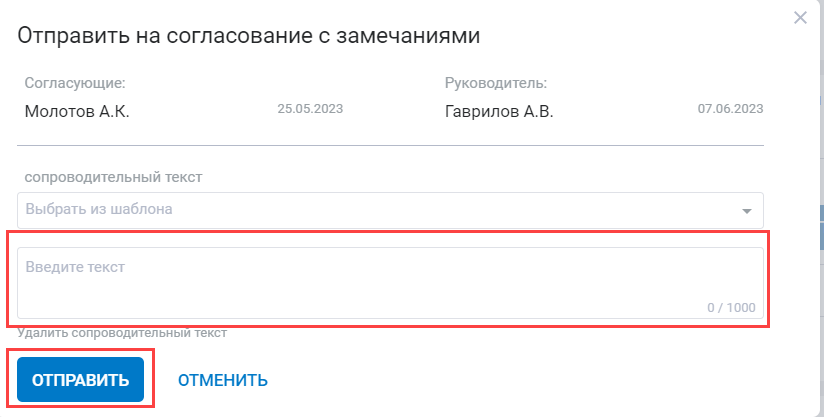 Отправить на согласование с замечаниями
Согласующие:
Руководитель:
Молотов А.К.
25.05.2023
Гаврилов А.В.
07.06.2023
сопроводительный текст
Выбрать из шаблона
Введите текст
0 / 1000
Удалить сопроводительный текст
ОТПРАВИТЬ
ОТМЕНИТЬ